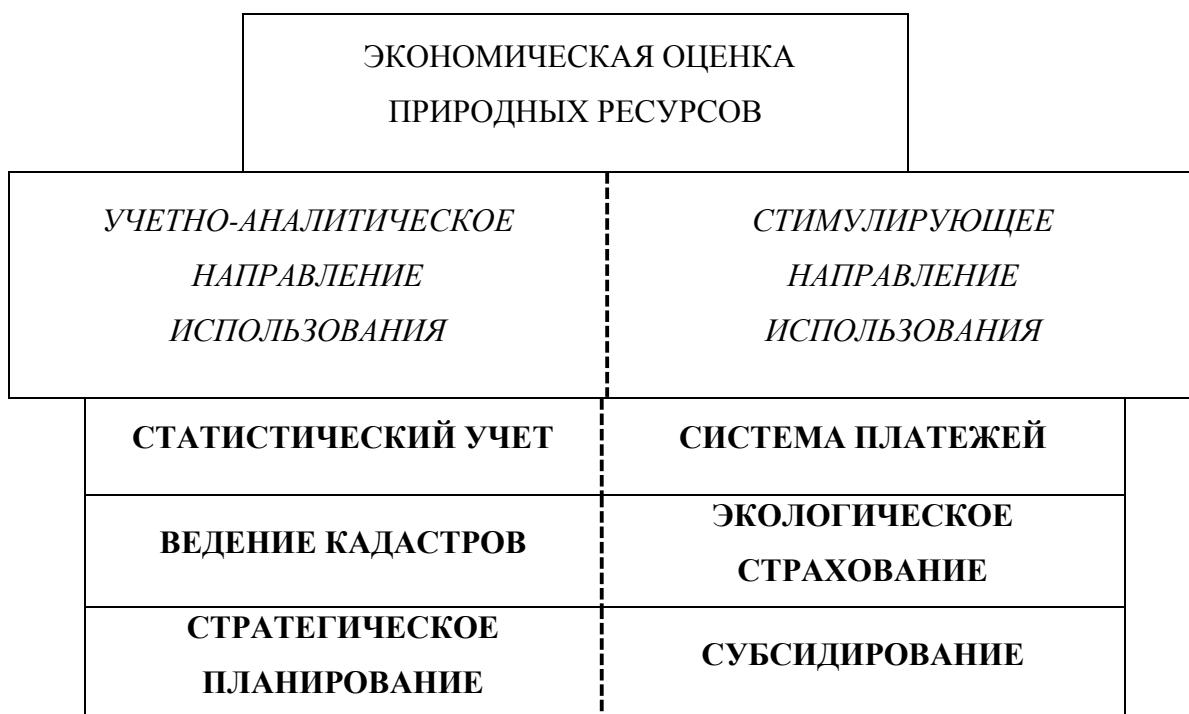 ЭКОНОМИЧЕСКАЯ ОЦЕНКА
ПРИРОДНЫХ РЕСУРСОВ
УЧЕТНО-АНАЛИТИЧЕСКОЕ
НАПРАВЛЕНИЕ
ИСПОЛЬЗОВАНИЯ
СТИМУЛИРУЮЩЕЕ
НАПРАВЛЕНИЕ
ИСПОЛЬЗОВАНИЯ
СТАТИСТИЧЕСКИЙ УЧЕТ
СИСТЕМА ПЛАТЕЖЕЙ
ВЕДЕНИЕ КАДАСТРОВ
ЭКОЛОГИЧЕСКОЕ
СТРАХОВАНИЕ
СТРАТЕГИЧЕСКОЕ
ПЛАНИРОВАНИЕ
СУБСИДИРОВАНИЕ